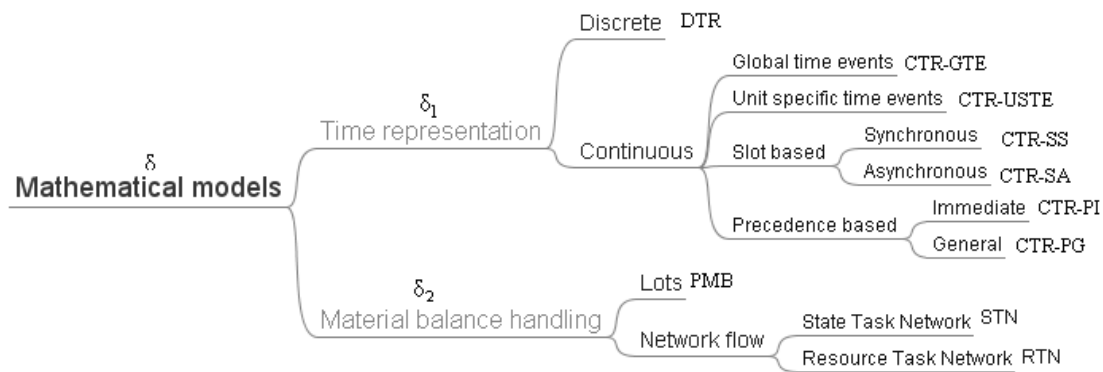 Discrete DTR
Global time events CTR-GTE
Unit specific time events CTR-USTE
δ1
Time representation
Continuous
Slot based
Synchronous CTR-SS
Asynchronous CTR-SA
Precedence based
Immediate CTR-PI
General CTR-PG
δ
Mathematical models
δ2
Material balance handling
Lots PMB
Network flow
State Task Network STN
Resource Task Network RTN